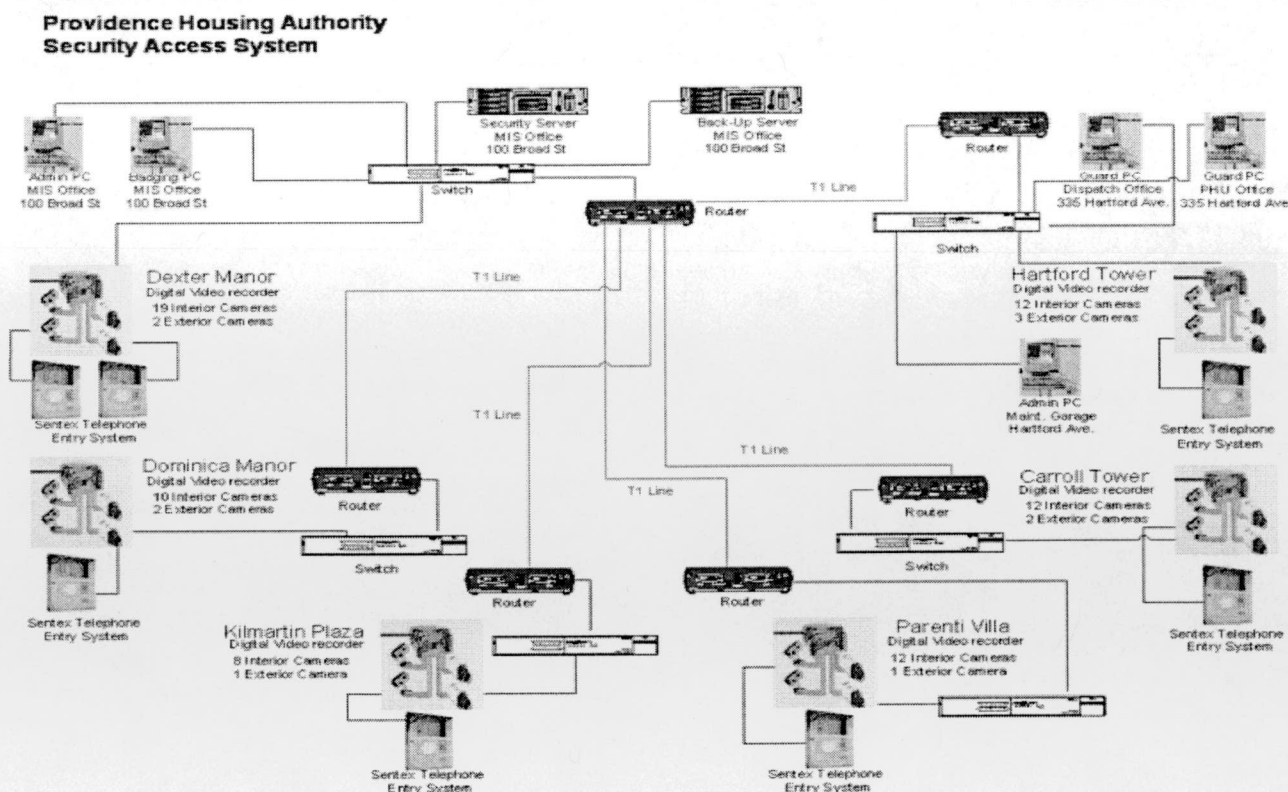 Providence Housing Authority
Security Access System
Security Server
MIS Office
100 Broad St
Back-Up Server
MIS Office
100 Broad St
Router
Admin PC
MIS Office
100 Broad St
Badging PC
MIS Office
100 Broad St
Switch
T1 Line
Router
Guard PC
Dispatch Office
335 Hartford Ave.
Guard PC
PHU Office
335 Hartford Ave
Switch
Dexter Manor
Digital Video recorder
19 Interior Cameras
2 Exterior Cameras
T1 Line
Hartford Tower
Digital Video recorder
12 Interior Cameras
3 Exterior Cameras
Sentex Telephone
Entry System
T1 Line
Admin PC
Maint. Garage
Hartford Ave.
Sentex Telephone
Entry System
Dominica Manor
Digital Video recorder
10 Interior Cameras
2 Exterior Cameras
Router
T1 Line
T1 Line
Router
Carroll Tower
Digital Video recorder
12 Interior Cameras
2 Exterior Cameras
Switch
Switch
Sentex Telephone
Entry System
Router
Router
Sentex Telephone
Entry System
Kilmartin Plaza
Digital Video recorder
8 Interior Cameras
1 Exterior Camera
Parenti Villa
Digital Video recorder
12 Interior Cameras
1 Exterior Camera
Sentex Telephone
Entry System
Sentex Telephone
Entry System